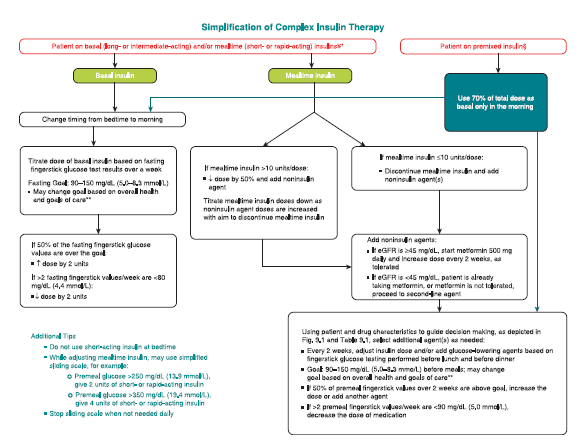 Simplification of Complex Insulin Therapy
Patient on basal (long- or intermediate-acting) and/or mealtime (short- or rapid-acting) insulins¥*
Patient on premixed insulin§
Basal insulin
Mealtime insulin
Use 70% of total dose as
basal only in the morning
Change timing from bedtime to morning
Titrate dose of basal insulin based on fasting
fingerstick glucose test results over a week
Fasting Goal: 90–150 mg/dL (5.0–8.3 mmol/L)
▪ May change goal based on overall health
and goals of care**
If mealtime insulin >10 units/dose:
▪ ↓ dose by 50% and add noninsulin
agent
Titrate mealtime insulin doses down as
noninsulin agent doses are increased
with aim to discontinue mealtime insulin
If mealtime insulin ≤10 units/dose:
▪ Discontinue mealtime insulin and add
noninsulin agent(s)
If 50% of the fasting fingerstick glucose
values are over the goal:
▪ ↑ dose by 2 units
If >2 fasting fingerstick values/week are <80
mg/dL (4.4 mmol/L):
▪ ↓ dose by 2 units
Add noninsulin agents:
▪ If eGFR is ≥45 mg/dL, start metformin 500 mg
daily and increase dose every 2 weeks, as
tolerated
▪ If eGFR is <45 mg/dL, patient is already
taking metformin, or metformin is not tolerated,
proceed to second-line agent
Additional Tips
▪ Do not use short-acting insulin at bedtime
▪ While adjusting mealtime insulin, may use simplified
sliding scale, for example:
○ Premeal glucose >250 mg/dL (13.9 mmol/L),
give 2 units of short- or rapid-acting insulin
○ Premeal glucose >350 mg/dL (19.4 mmol/L),
give 4 units of short- or rapid-acting insulin
▪ Stop sliding scale when not needed daily
Using patient and drug characteristics to guide decision making, as depicted in
Fig. 9.1 and Table 9.1, select additional agent(s) as needed:
▪ Every 2 weeks, adjust insulin dose and/or add glucose-lowering agents based on
fingerstick glucose testing performed before lunch and before dinner
▪ Goal: 90–150 mg/dL (5.0–8.3 mmol/L) before meals; may change
goal based on overall health and goals of care**
▪ If 50% of premeal fingerstick values over 2 weeks are above goal, increase the
dose or add another agent
▪ If >2 premeal fingerstick values/week are <90 mg/dL (5.0 mmol/L),
decrease the dose of medication